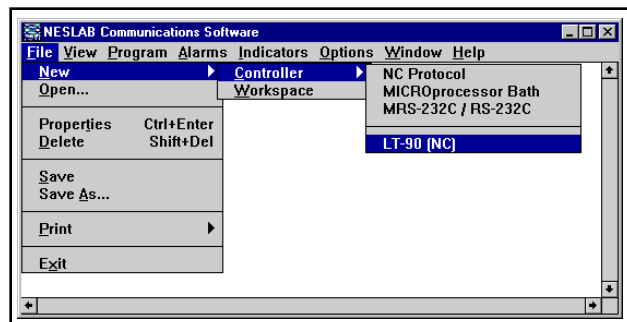 NESLAB Communications Software
File View Program Alarms Indicators Options Window Help
New
Open...
Properties Ctrl+Enter
Delete Shift+Del
Save
Save As...
Print
Exit
Controller
Workspace
NC Protocol
MICROprocessor Bath
MRS-232C / RS-232C
LT-90 (NC)